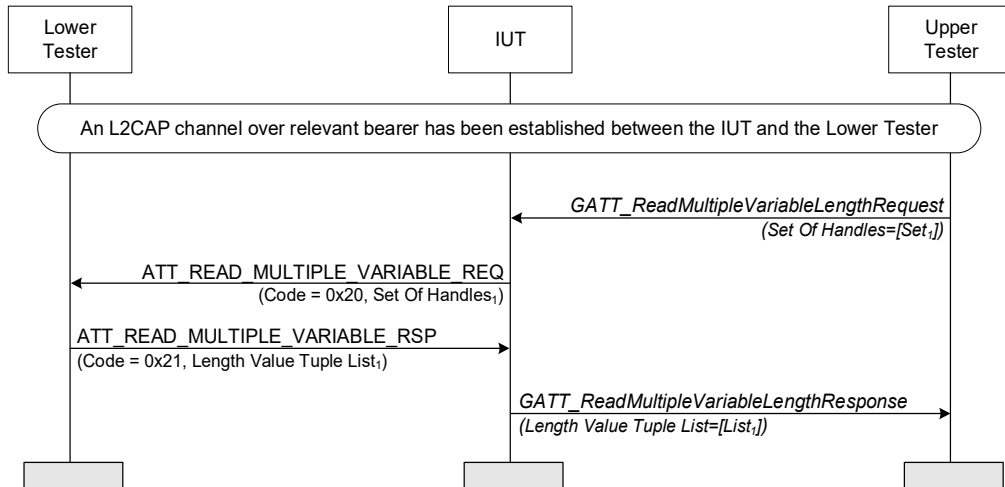 Lower
Tester
IUT
Upper
Tester
An L2CAP channel over relevant bearer has been established between the IUT and the Lower Tester
GATT_ReadMultipleVariableLengthRequest
(Set Of Handles=[Set₁])
ATT_READ_MULTIPLE_VARIABLE_REQ
(Code = 0x20, Set Of Handles₁)
ATT_READ_MULTIPLE_VARIABLE_RSP
(Code = 0x21, Length Value Tuple List₁)
GATT_ReadMultipleVariableLengthResponse
(Length Value Tuple List=[List₁])